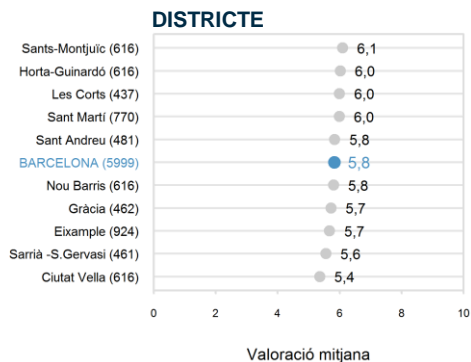 DISTRICTE
Sants-Montjuïc (616) 6,1
Horta-Guinardó (616) 6,0
Les Corts (437) 6,0
Sant Martí (770) 6,0
Sant Andreu (481) 5,8
BARCELONA (5999) 5,8
Nou Barris (616) 5,8
Gràcia (462) 5,7
Eixample (924) 5,7
Sarrià -S.Gervasi (461) 5,6
Ciutat Vella (616) 5,4
0 2 4 6 8 10
Valoració mitjana